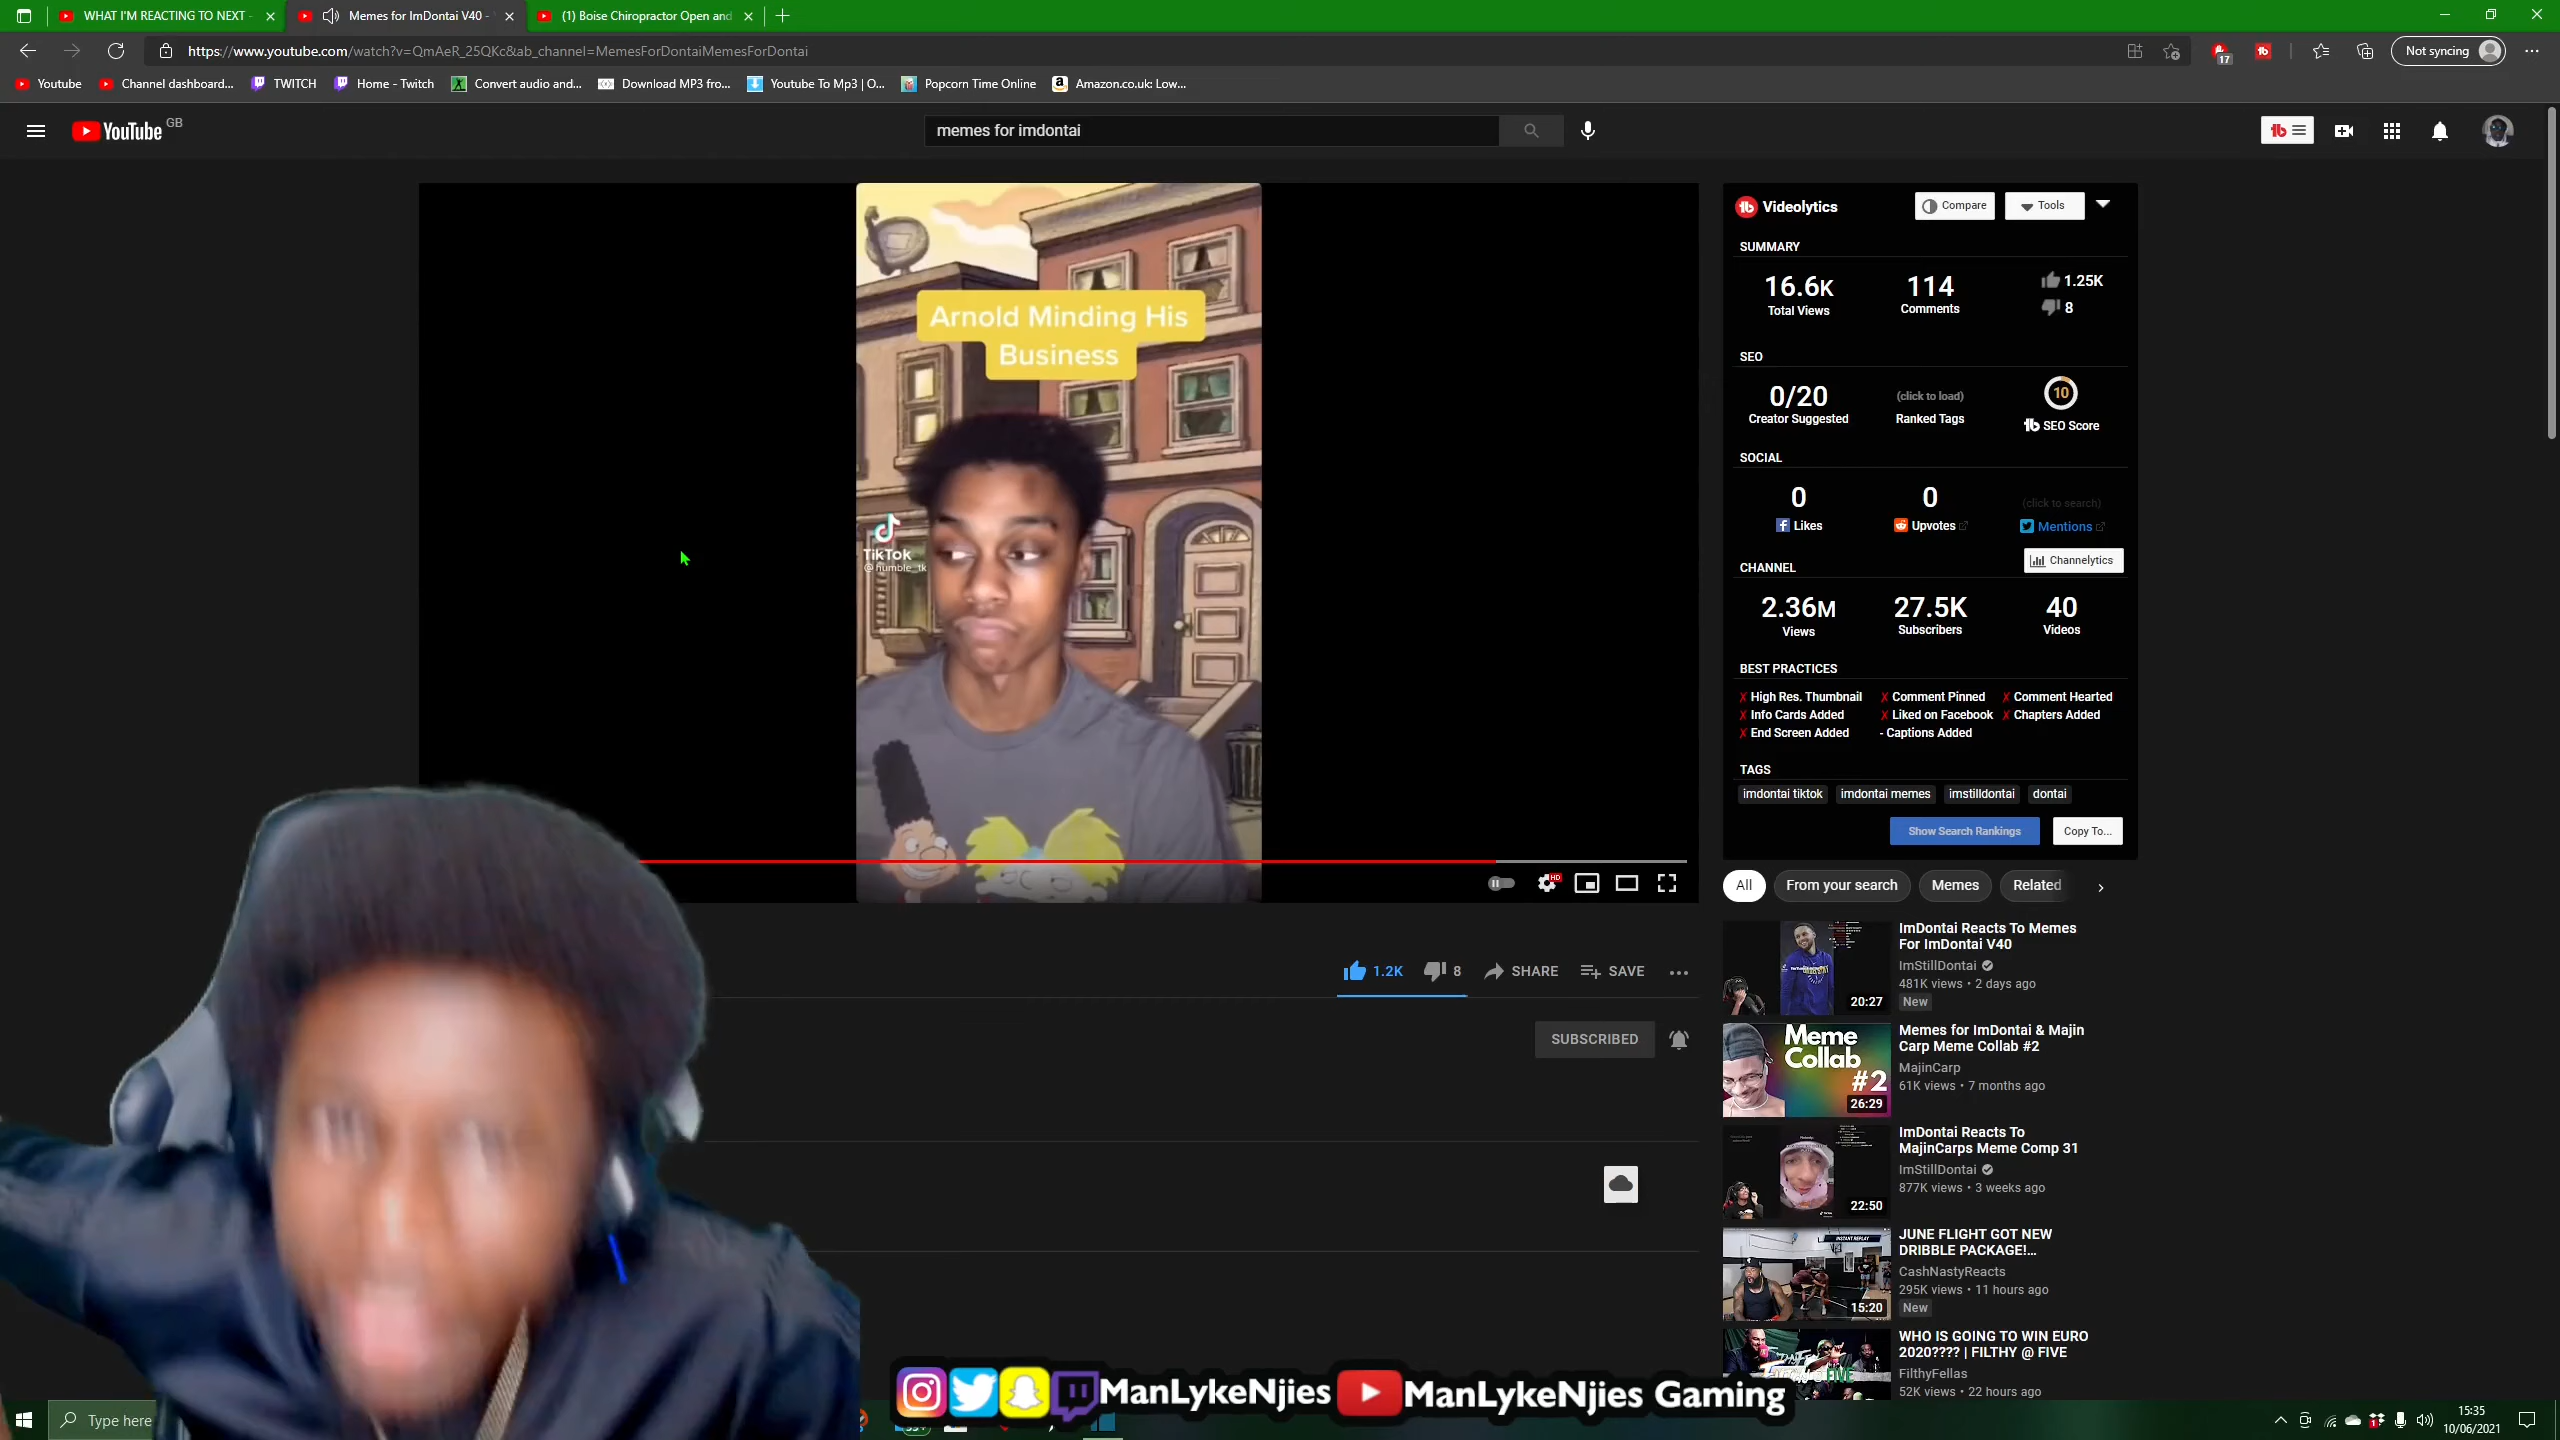 WHAT I'M REACTING TO NEXT -
Memes for ImDontai V40 -
(1) Boise Chiropractor Open and
https://www.youtube.com/watch?v=QmAeR_25QKc&ab_channel=MemesForDontaiMemesForDontai
17
Not syncing
Youtube
Channel dashboard...
TWITCH
Home - Twitch
Convert audio and...
Download MP3 fro...
Youtube To Mp3 | O...
Popcorn Time Online
Amazon.co.uk: Low...
YouTube GB
memes for imdontai
Arnold Minding His
Business
TikTok
@humble_tk
HD
1.2K
8
SHARE
SAVE
SUBSCRIBED
Videolytics
Compare
Tools
SUMMARY
16.6K
Total Views
114
Comments
1.25K
8
SEO
0/20
Creator Suggested
(click to load)
Ranked Tags
10
SEO Score
SOCIAL
0
Likes
0
Upvotes
(click to search)
Mentions
CHANNEL
Channelytics
2.36M
Views
27.5K
Subscribers
40
Videos
BEST PRACTICES
X High Res. Thumbnail
X Comment Pinned
X Comment Hearted
X Info Cards Added
X Liked on Facebook
X Chapters Added
X End Screen Added
- Captions Added
TAGS
imdontai tiktok
imdontai memes
imstilldontai
dontai
Show Search Rankings
Copy To...
All
From your search
Memes
Related
ImDontai Reacts To Memes
For ImDontai V40
ImStillDontai
481K views • 2 days ago
New
20:27
Meme
Collab
#2
26:29
Memes for ImDontai & Majin
Carp Meme Collab #2
MajinCarp
61K views • 7 months ago
ImDontai Reacts To
MajinCarps Meme Comp 31
ImStillDontai
877K views • 3 weeks ago
22:50
INSTANT REPLAY
JUNE FLIGHT GOT NEW
DRIBBLE PACKAGE!...
CashNastyReacts
295K views • 11 hours ago
New
15:20
WHO IS GOING TO WIN EURO
2020???? | FILTHY @ FIVE
FilthyFellas
52K views • 22 hours ago
FIVE
ManLykeNjies
ManLykeNjies Gaming
Type here
15:35
10/06/2021